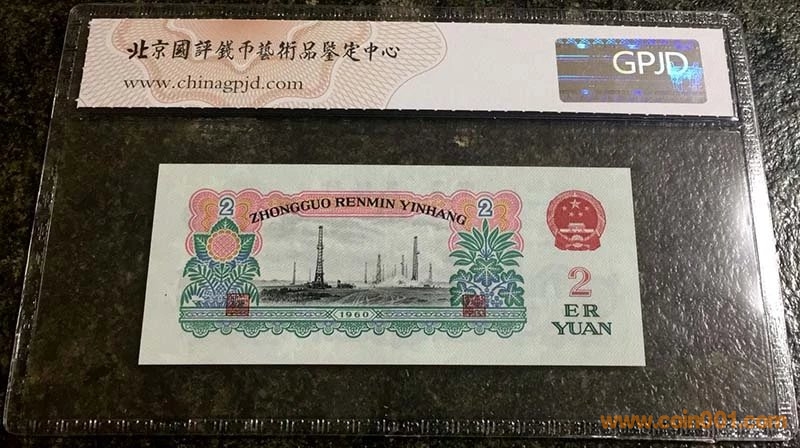 北京國評錢币藝術品鑒定中心
www.chinagpjd.com
GPJD
2 ZHONGGUO RENMIN YINHANG 2
2
ER
YUAN
1960
www.coin001.com